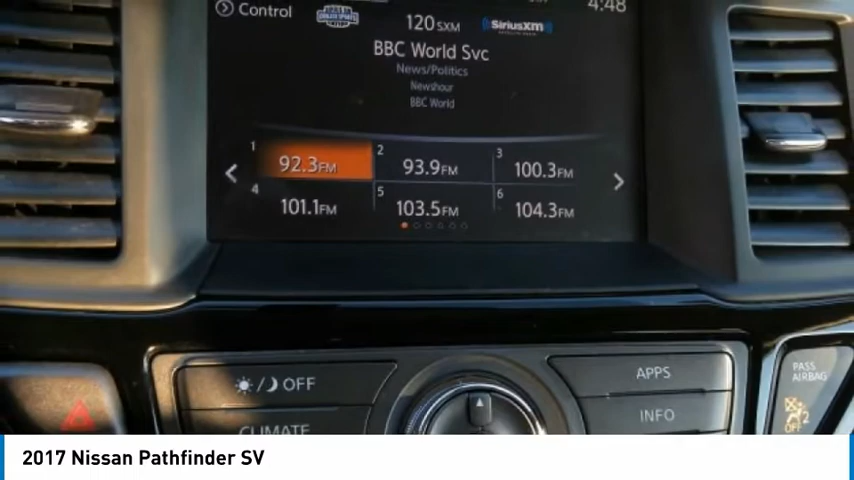 Control
120 SXM
SiriusXM
4:48
BBC World Svc
News/Politics
Newshour
BBC World
1 92.3FM 2 93.9FM 3 100.3FM
4 101.1FM 5 103.5FM 6 104.3FM
OFF
APPS
CLIMATE
INFO
PASS
AIRBAG
OFF
2
2017 Nissan Pathfinder SV